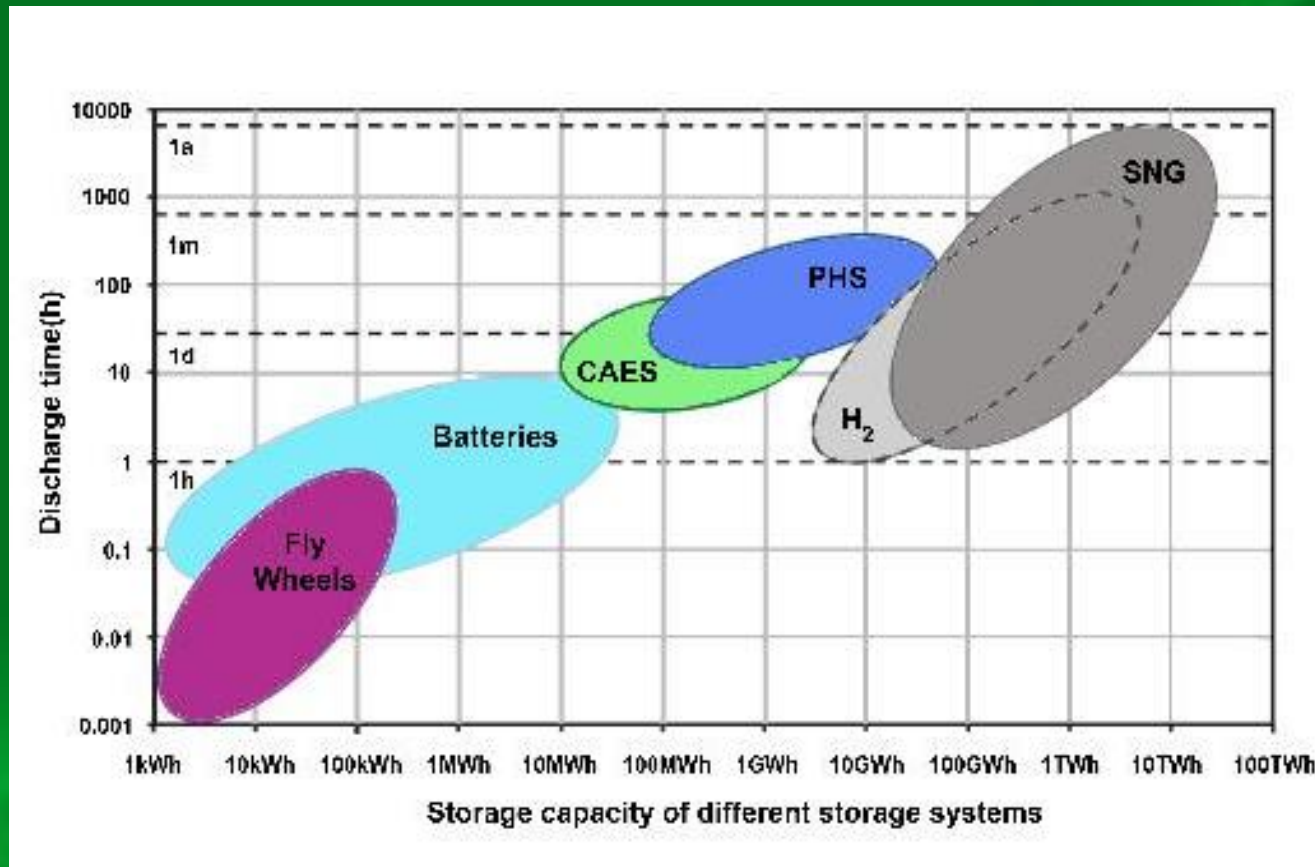 10000
1a
SNG
1000
1m
PHS
100
1d
10
CAES
H2
Batteries
1
1h
0.1
Fly
Wheels
0.01
0.001
Discharge time(h)
1kWh 10kWh 100kWh 1MWh 10MWh 100MWh 1GWh 10GWh 100GWh 1TWh 10TWh 100TWh
Storage capacity of different storage systems